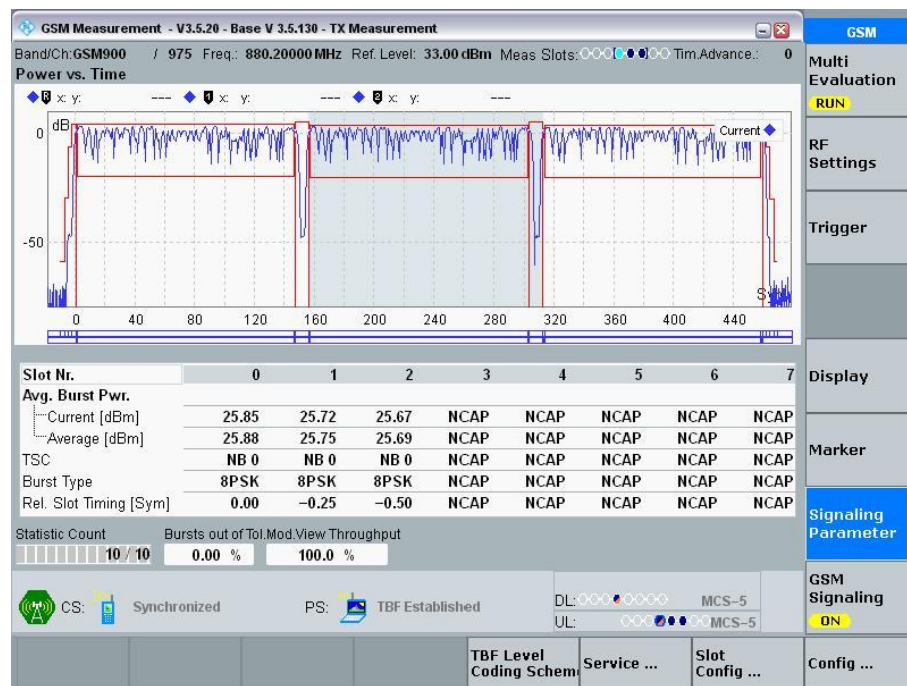 GSM Measurement - V3.5.20 - Base V 3.5.130 - TX Measurement
GSM
Band/Ch:GSM900 / 975 Freq.: 880.20000 MHz Ref. Level: 33.00 dBm Meas Slots: Tim.Advance.: 0
Power vs. Time
R x: y: --- 1 x: y: --- 2 x: y: ---
dB
Current
0
-50
0 40 80 120 160 200 240 280 320 360 400 440
Slot Nr. 0 1 2 3 4 5 6 7
Avg. Burst Pwr.
Current [dBm] 25.85 25.72 25.67 NCAP NCAP NCAP NCAP NCAP
Average [dBm] 25.88 25.75 25.69 NCAP NCAP NCAP NCAP NCAP
TSC NB 0 NB 0 NB 0 NCAP NCAP NCAP NCAP NCAP
Burst Type 8PSK 8PSK 8PSK NCAP NCAP NCAP NCAP NCAP
Rel. Slot Timing [Sym] 0.00 −0.25 −0.50 NCAP NCAP NCAP NCAP NCAP
Statistic Count Bursts out of Tol. Mod.View Throughput
10 / 10 0.00 % 100.0 %
CS: Synchronized PS: TBF Established
DL: MCS−5
UL: MCS−5
Multi
Evaluation
RUN
RF
Settings
Trigger
Display
Marker
Signaling
Parameter
GSM
Signaling
ON
TBF Level
Coding Schem
Service ...
Slot
Config ...
Config ...